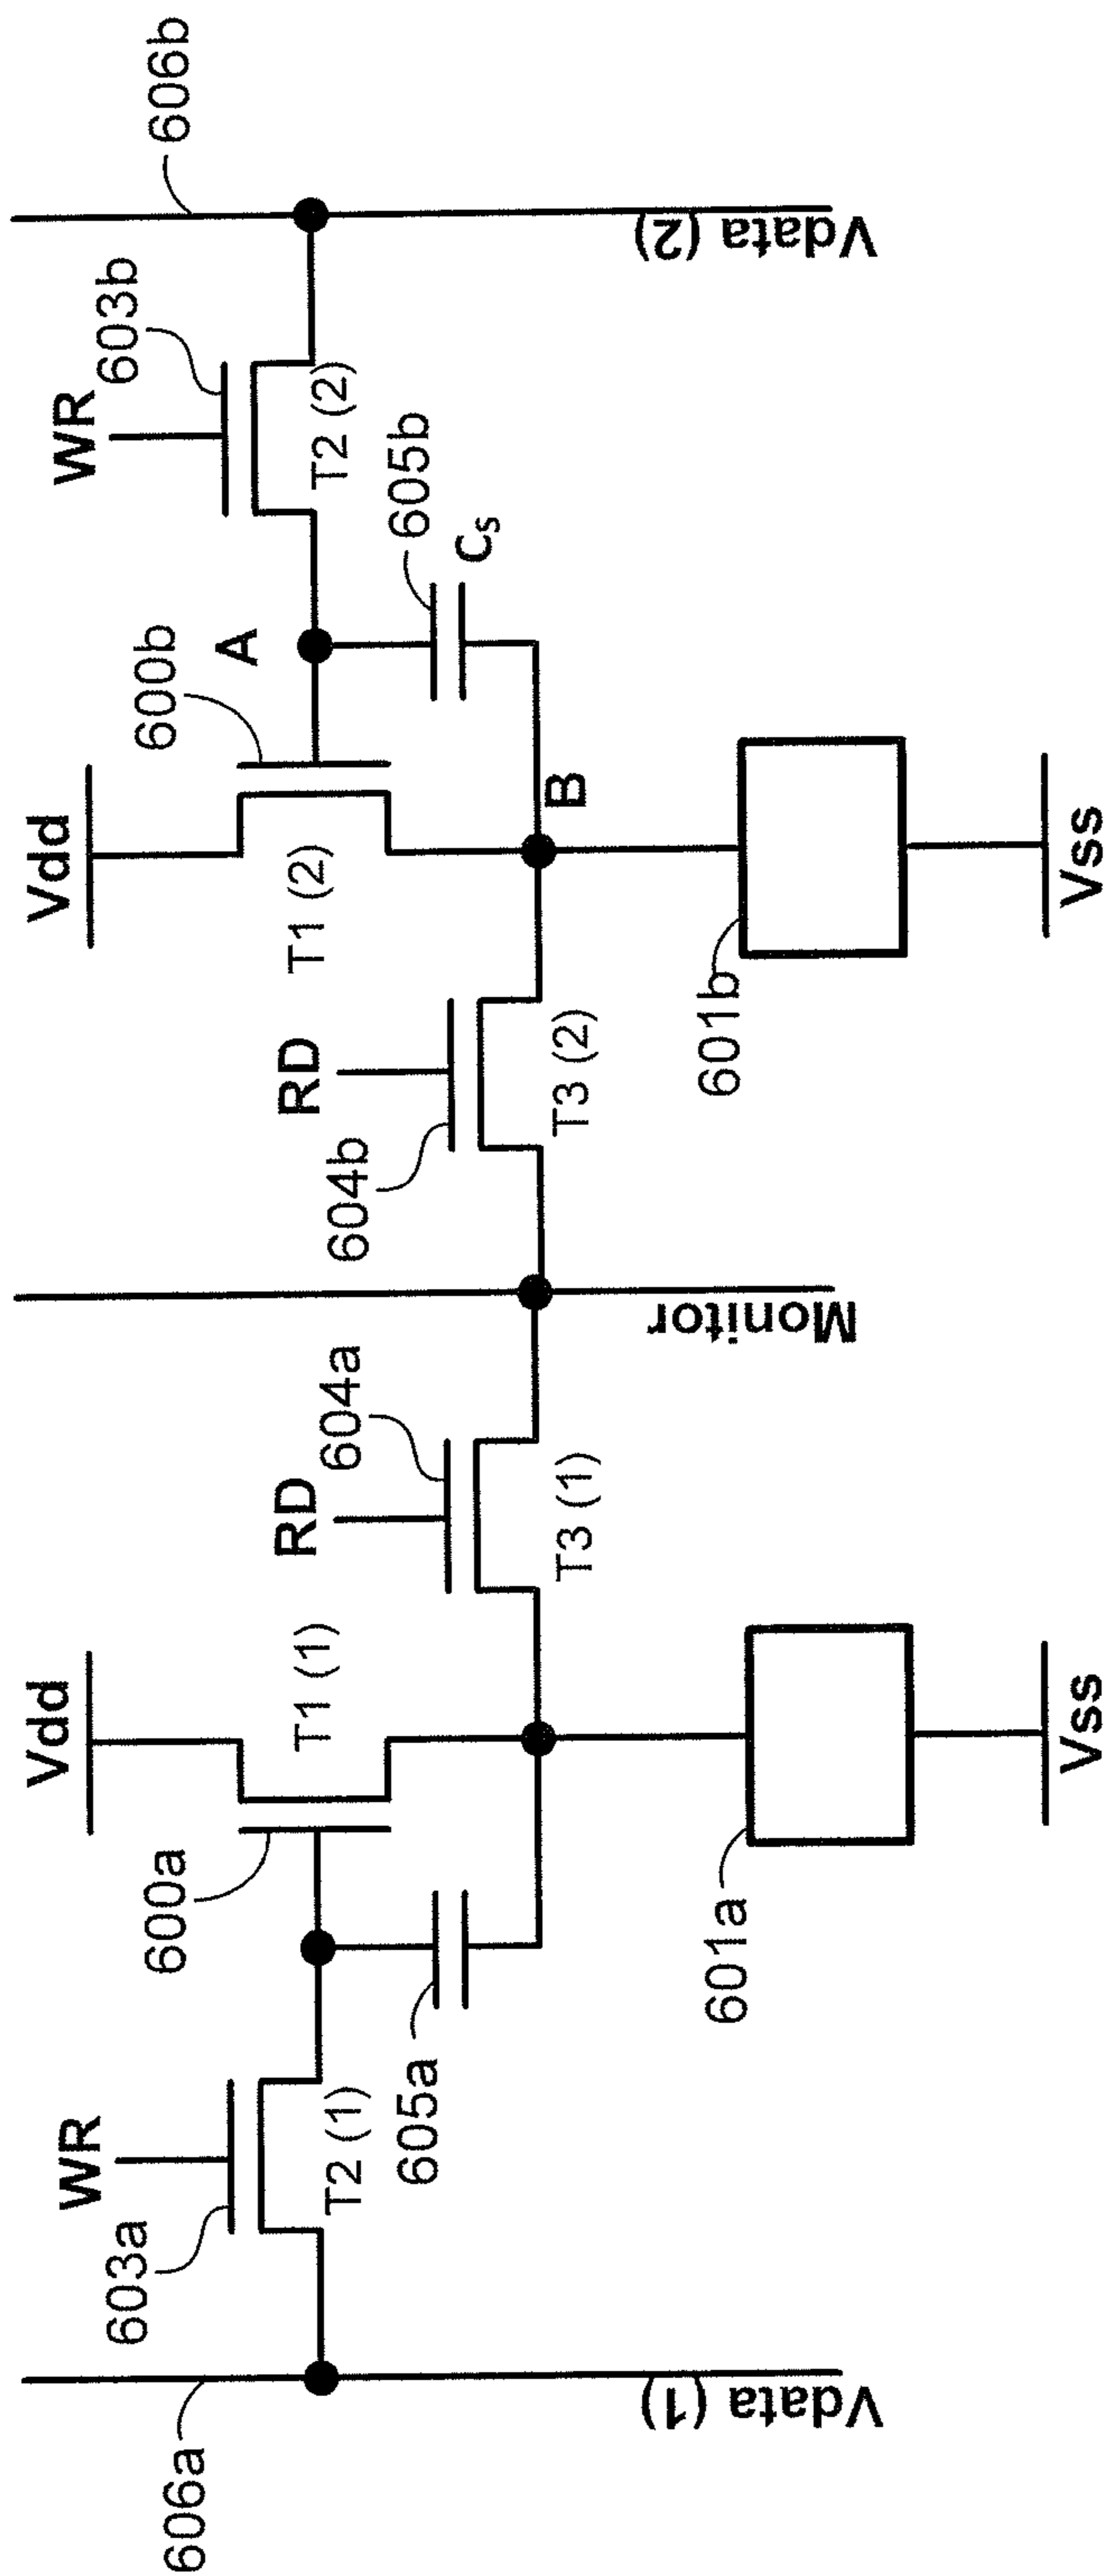 WR
603a
606a
Vdata (1)
T2 (1)
605a
600a
Vdd
T1 (1)
601a
Vss
RD
604a
T3 (1)
Monitor
RD
604b
T3 (2)
Vdd
T1 (2)
600b
A
B
601b
Vss
Cs
605b
WR
603b
T2 (2)
606b
Vdata (2)